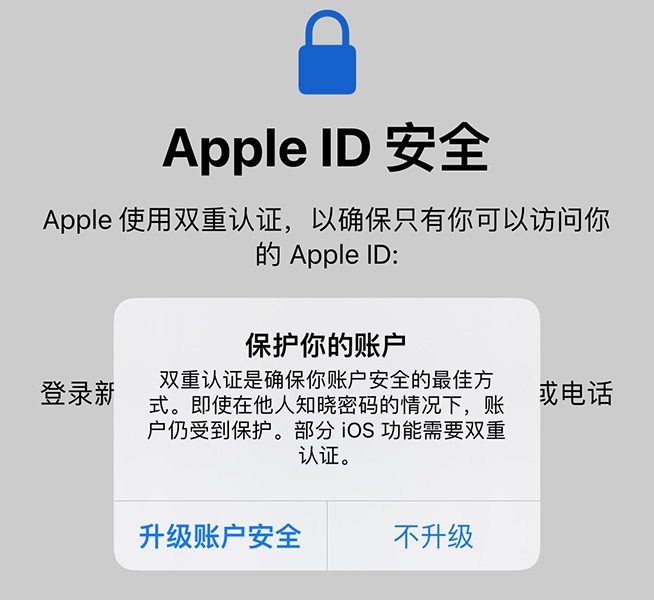 Apple ID 安全
Apple 使用双重认证，以确保只有你可以访问你
的 Apple ID:
保护你的账户
双重认证是确保你账户安全的最佳方
式。即使在他人知晓密码的情况下，账
户仍受到保护。部分 iOS 功能需要双重
认证。
登录新
或电话
升级账户安全
不升级